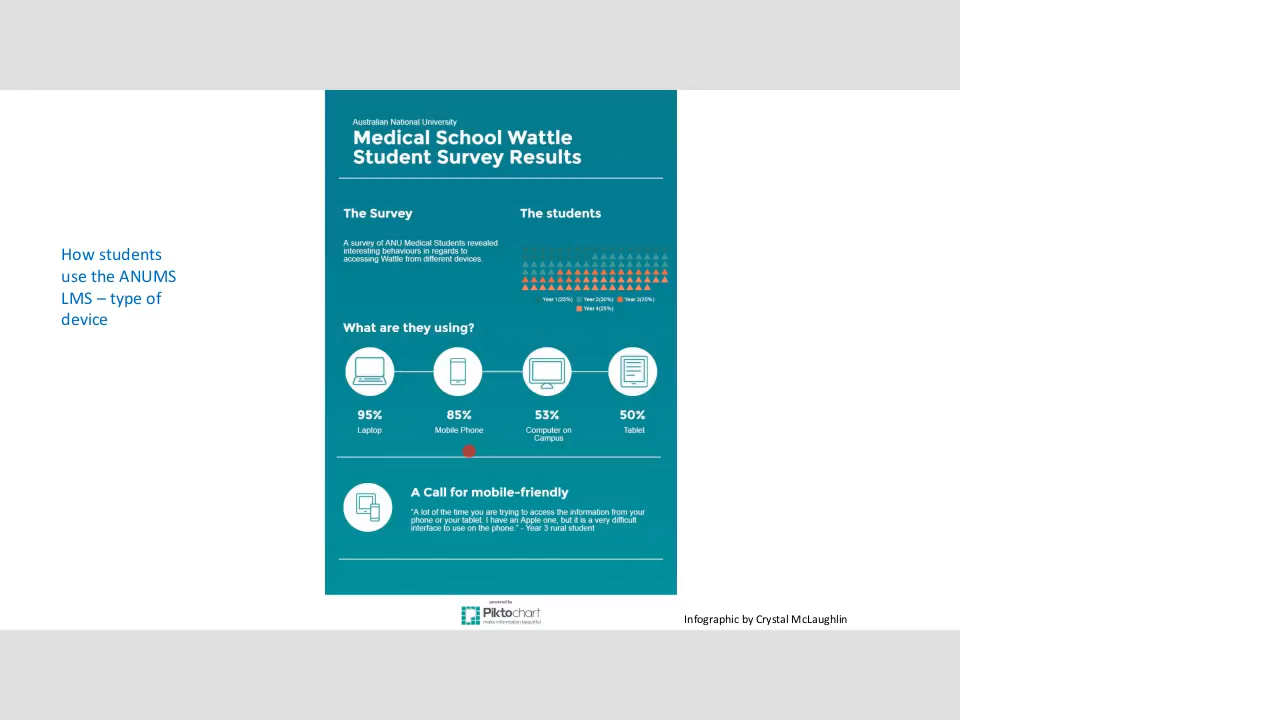 How students
use the ANUMS
LMS – type of
device
Australian National University
Medical School Wattle
Student Survey Results
The Survey
The students
A survey of ANU Medical Students revealed
interesting behaviours in regards to
accessing Wattle from different devices.
Year 1(25%) Year 2(30%) Year 3(20%)
Year 4(25%)
What are they using?
95%
Laptop
85%
Mobile Phone
53%
Computer on
Campus
50%
Tablet
A Call for mobile-friendly
"A lot of the time you are trying to access the information from your
phone or your tablet. I have an Apple one, but it is a very difficult
interface to use on the phone." - Year 3 rural student
powered by
Piktochart
make information beautiful
Infographic by Crystal McLaughlin